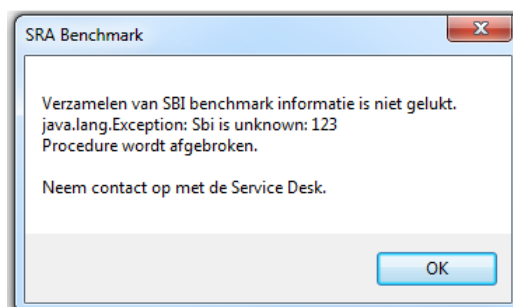 SRA Benchmark
Verzamelen van SBI benchmark informatie is niet gelukt.
java.lang.Exception: Sbi is unknown: 123
Procedure wordt afgebroken.
Neem contact op met de Service Desk.
OK